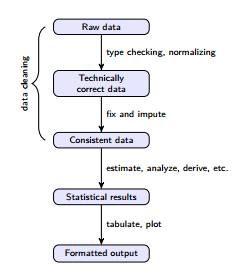 Raw data
type checking, normalizing
Technically
correct data
data cleaning
fix and impute
Consistent data
estimate, analyze, derive, etc.
Statistical results
tabulate, plot
Formatted output